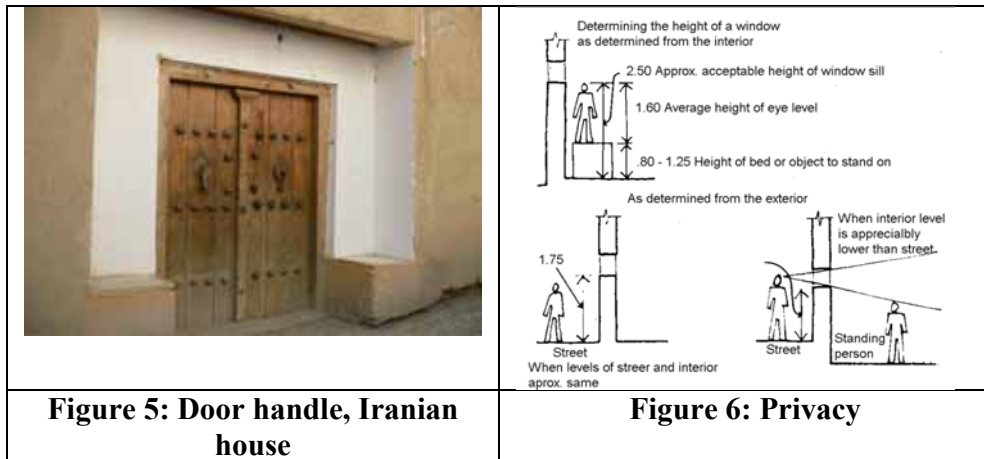 Determining the height of a window
as determined from the interior
2.50 Approx. acceptable height of window sill
1.60 Average height of eye level
.80 - 1.25 Height of bed or object to stand on
As determined from the exterior
1.75
Street
When levels of streer and interior
aprox. same
When interior level
is apprecialbly
lower than street
Street
Standing
person
Figure 5: Door handle, Iranian
house
Figure 6: Privacy